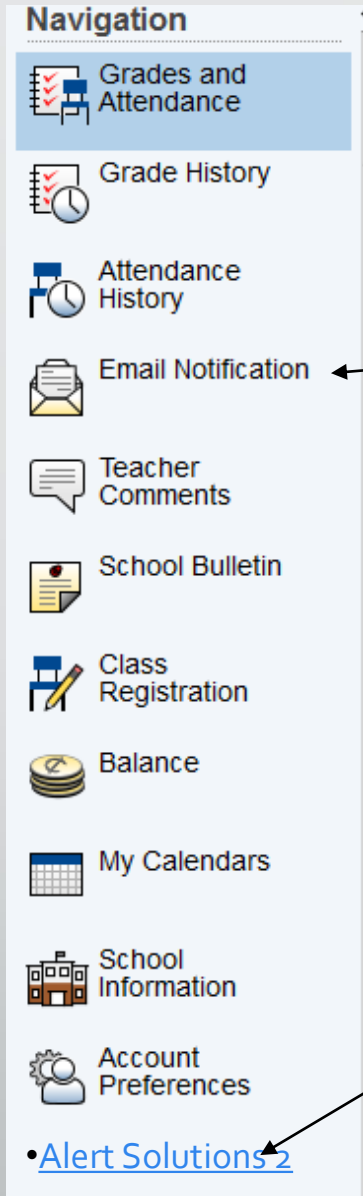 Navigation
Grades and
Attendance
Grade History
Attendance
History
Email Notification
Teacher
Comments
School Bulletin
Class
Registration
Balance
My Calendars
School
Information
Account
Preferences
•Alert Solutions 2